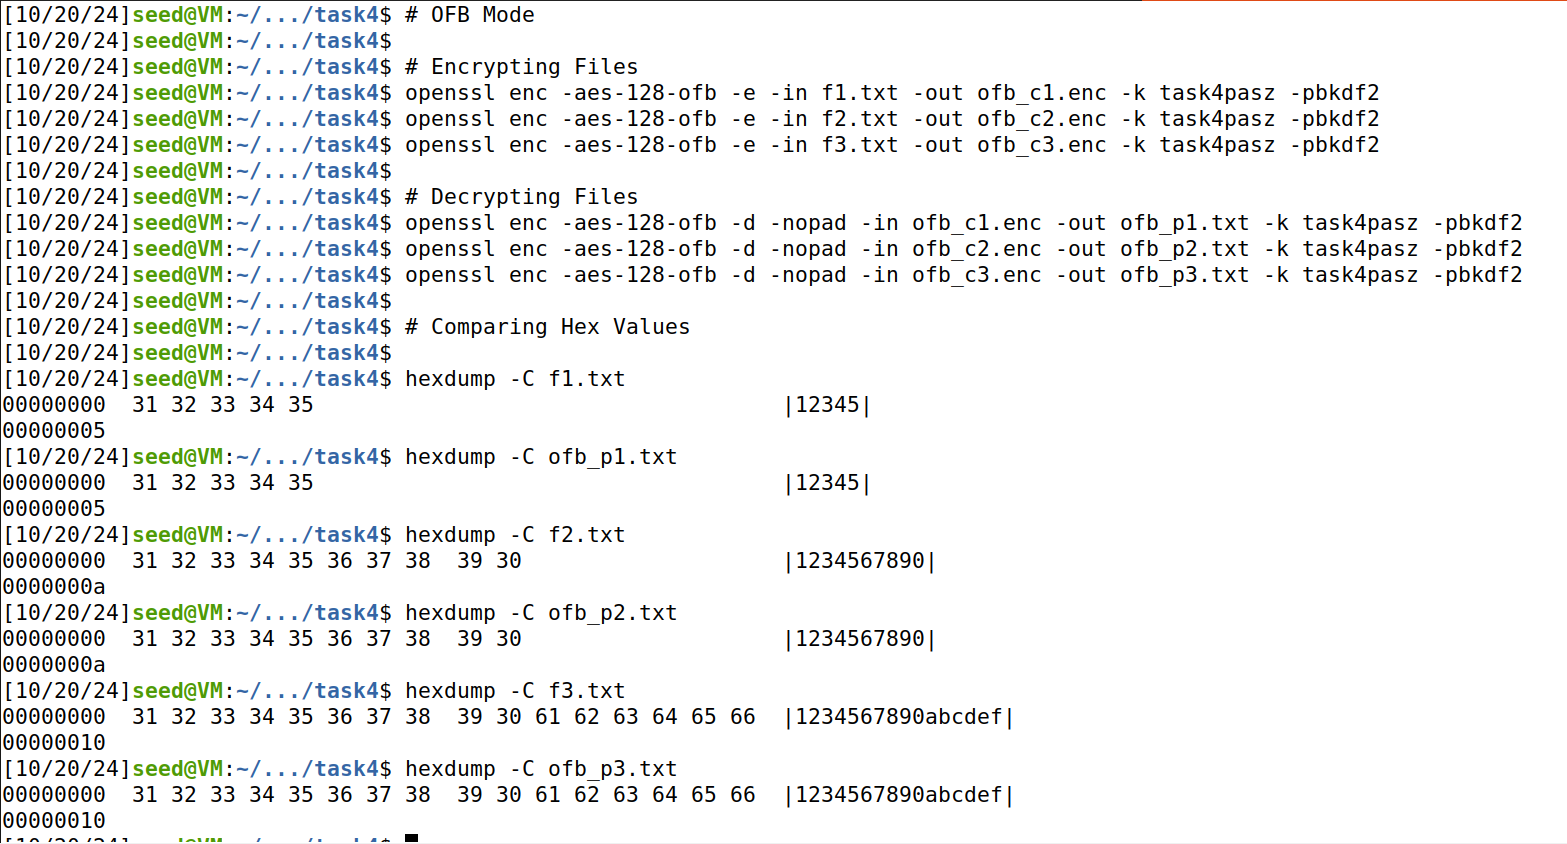 [10/20/24]seed@VM:~/.../task4$ # OFB Mode
[10/20/24]seed@VM:~/.../task4$
[10/20/24]seed@VM:~/.../task4$ # Encrypting Files
[10/20/24]seed@VM:~/.../task4$ openssl enc -aes-128-ofb -e -in f1.txt -out ofb_c1.enc -k task4pasz -pbkdf2
[10/20/24]seed@VM:~/.../task4$ openssl enc -aes-128-ofb -e -in f2.txt -out ofb_c2.enc -k task4pasz -pbkdf2
[10/20/24]seed@VM:~/.../task4$ openssl enc -aes-128-ofb -e -in f3.txt -out ofb_c3.enc -k task4pasz -pbkdf2
[10/20/24]seed@VM:~/.../task4$
[10/20/24]seed@VM:~/.../task4$ # Decrypting Files
[10/20/24]seed@VM:~/.../task4$ openssl enc -aes-128-ofb -d -nopad -in ofb_c1.enc -out ofb_p1.txt -k task4pasz -pbkdf2
[10/20/24]seed@VM:~/.../task4$ openssl enc -aes-128-ofb -d -nopad -in ofb_c2.enc -out ofb_p2.txt -k task4pasz -pbkdf2
[10/20/24]seed@VM:~/.../task4$ openssl enc -aes-128-ofb -d -nopad -in ofb_c3.enc -out ofb_p3.txt -k task4pasz -pbkdf2
[10/20/24]seed@VM:~/.../task4$
[10/20/24]seed@VM:~/.../task4$ # Comparing Hex Values
[10/20/24]seed@VM:~/.../task4$
[10/20/24]seed@VM:~/.../task4$ hexdump -C f1.txt
00000000  31 32 33 34 35                                    |12345|
00000005
[10/20/24]seed@VM:~/.../task4$ hexdump -C ofb_p1.txt
00000000  31 32 33 34 35                                    |12345|
00000005
[10/20/24]seed@VM:~/.../task4$ hexdump -C f2.txt
00000000  31 32 33 34 35 36 37 38  39 30                    |1234567890|
0000000a
[10/20/24]seed@VM:~/.../task4$ hexdump -C ofb_p2.txt
00000000  31 32 33 34 35 36 37 38  39 30                    |1234567890|
0000000a
[10/20/24]seed@VM:~/.../task4$ hexdump -C f3.txt
00000000  31 32 33 34 35 36 37 38  39 30 61 62 63 64 65 66  |1234567890abcdef|
00000010
[10/20/24]seed@VM:~/.../task4$ hexdump -C ofb_p3.txt
00000000  31 32 33 34 35 36 37 38  39 30 61 62 63 64 65 66  |1234567890abcdef|
00000010